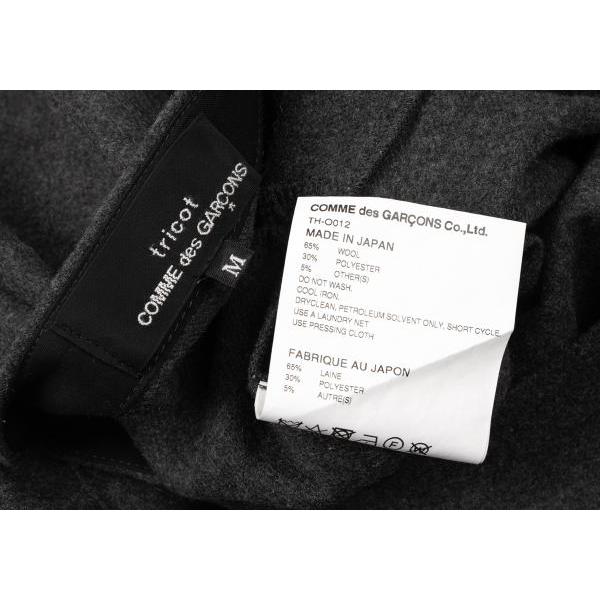 tricot
COMME des GARÇONS
M
COMME des GARÇONS Co.,Ltd.
TH-O012
MADE IN JAPAN
65% WOOL
30% POLYESTER
5% OTHER(S)
DO NOT WASH.
COOL IRON.
DRYCLEAN, PETROLEUM SOLVENT ONLY, SHORT CYCLE.
USE A LAUNDRY NET
USE PRESSING CLOTH
FABRIQUE AU JAPON
65% LAINE
30% POLYESTER
5% AUTRE(S)